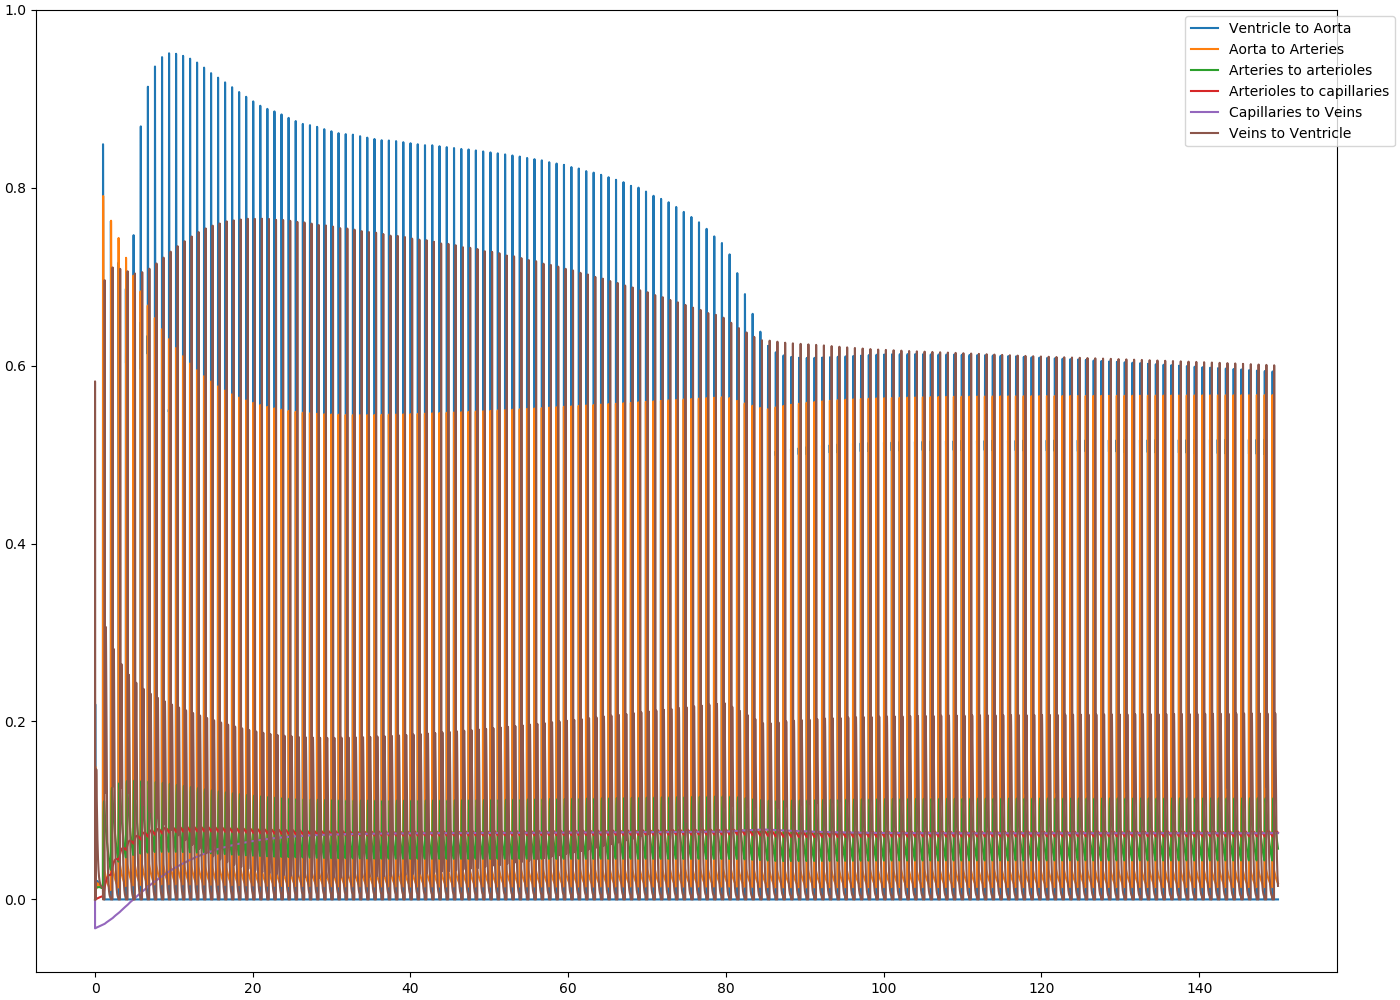 1.0
0.8
0.6
0.4
0.2
0.0
0 20 40 60 80 100 120 140
Ventricle to Aorta
Aorta to Arteries
Arteries to arterioles
Arterioles to capillaries
Capillaries to Veins
Veins to Ventricle